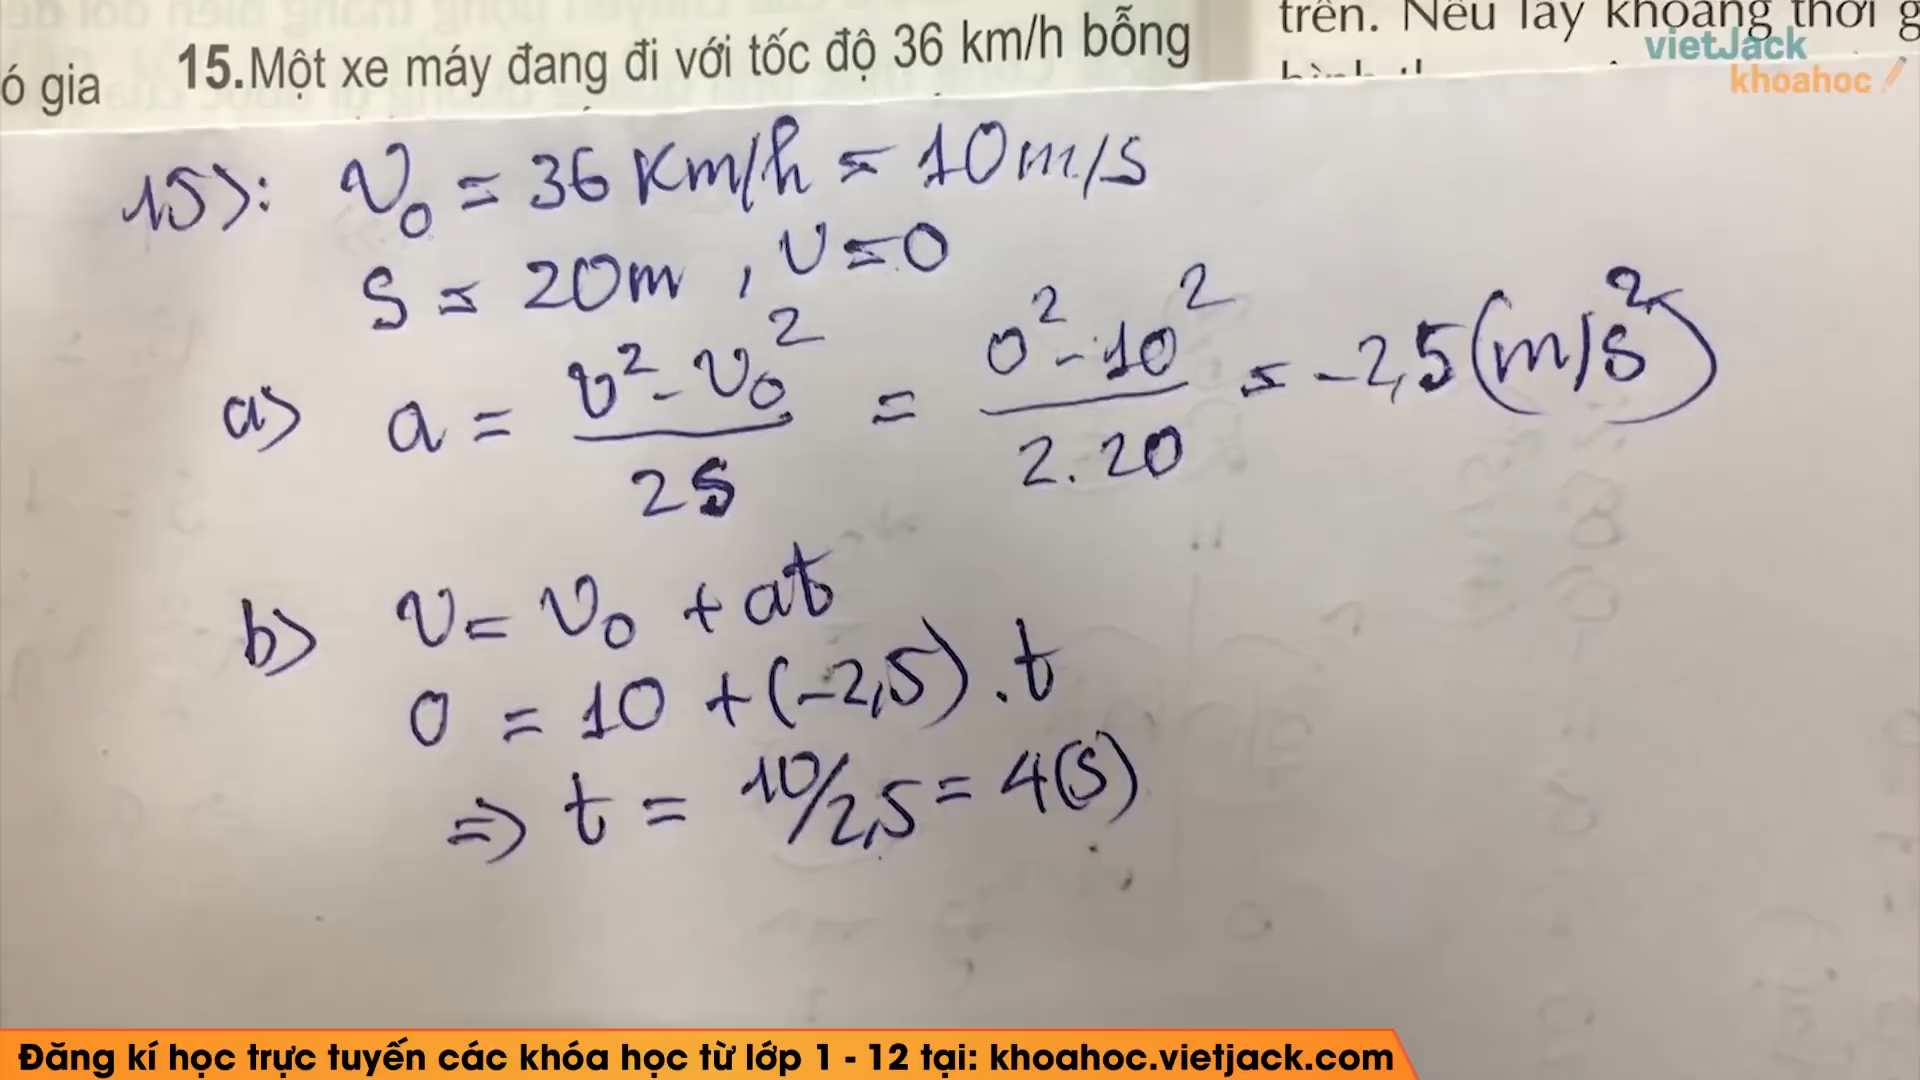 trên. Nếu lấy khoảng thời g
vietJack
khoahoc
ó gia
15.Một xe máy đang đi với tốc độ 36 km/h bỗng
15): V₀ = 36 Km/h = 10m/s
S = 20m , v = 0
a) a = (v² - v₀²)/2S = (0² - 10²)/2.20 = -2,5(m/s²)
b) v = v₀ + at
0 = 10 + (-2,5).t
=> t = 10/2,5 = 4(s)
Đăng kí học trực tuyến các khóa học từ lớp 1 - 12 tại: khoahoc.vietjack.com